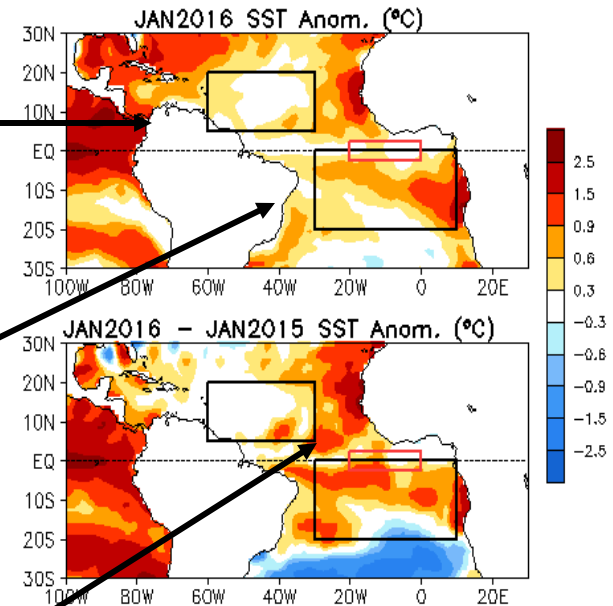 JAN2016 SST Anom. (°C)
30N
20N
10N
EQ
10S
20S
30S
100W 80W 60W 40W 20W 0 20E
2.5
1.5
0.9
0.6
0.3
-0.3
-0.6
-0.9
-1.5
-2.5
JAN2016 - JAN2015 SST Anom. (°C)
30N
20N
10N
EQ
10S
20S
30S
100W 80W 60W 40W 20W 0 20E